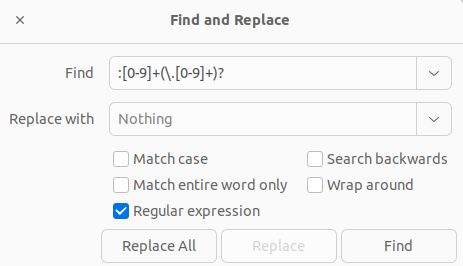 Find and Replace
Find :[0-9]+(\.[0-9]+)?
Replace with Nothing
Match case Search backwards
Match entire word only Wrap around
Regular expression
Replace All Replace Find